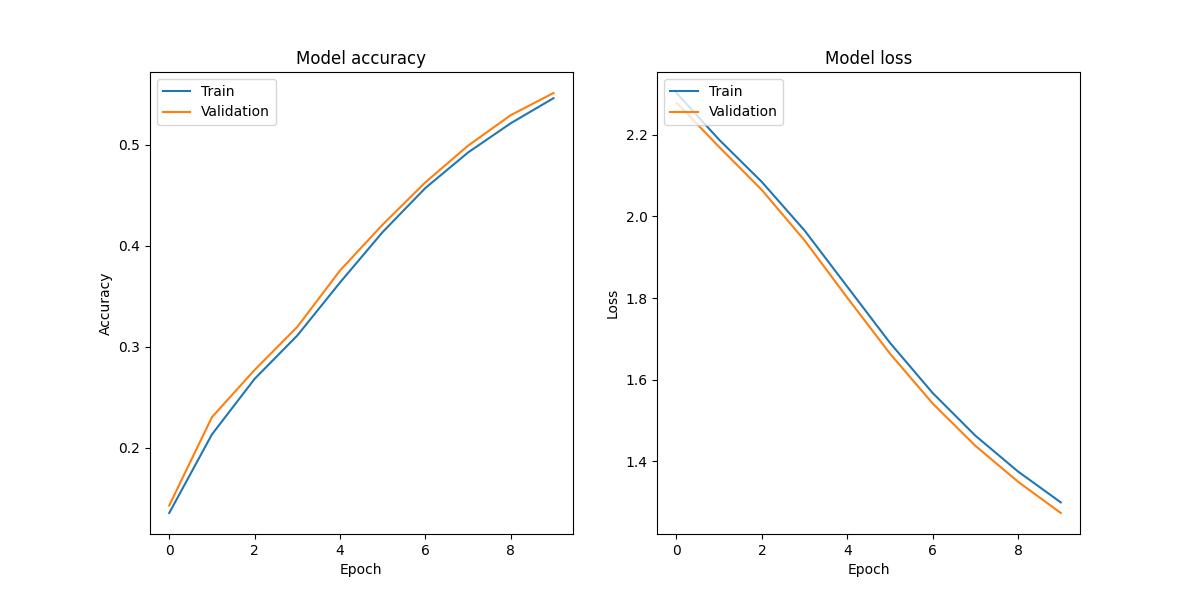 Model accuracy
Train
Validation
0.5
0.4
0.3
0.2
Accuracy
0 2 4 6 8
Epoch
Model loss
Train
Validation
2.2
2.0
1.8
1.6
1.4
Loss
0 2 4 6 8
Epoch